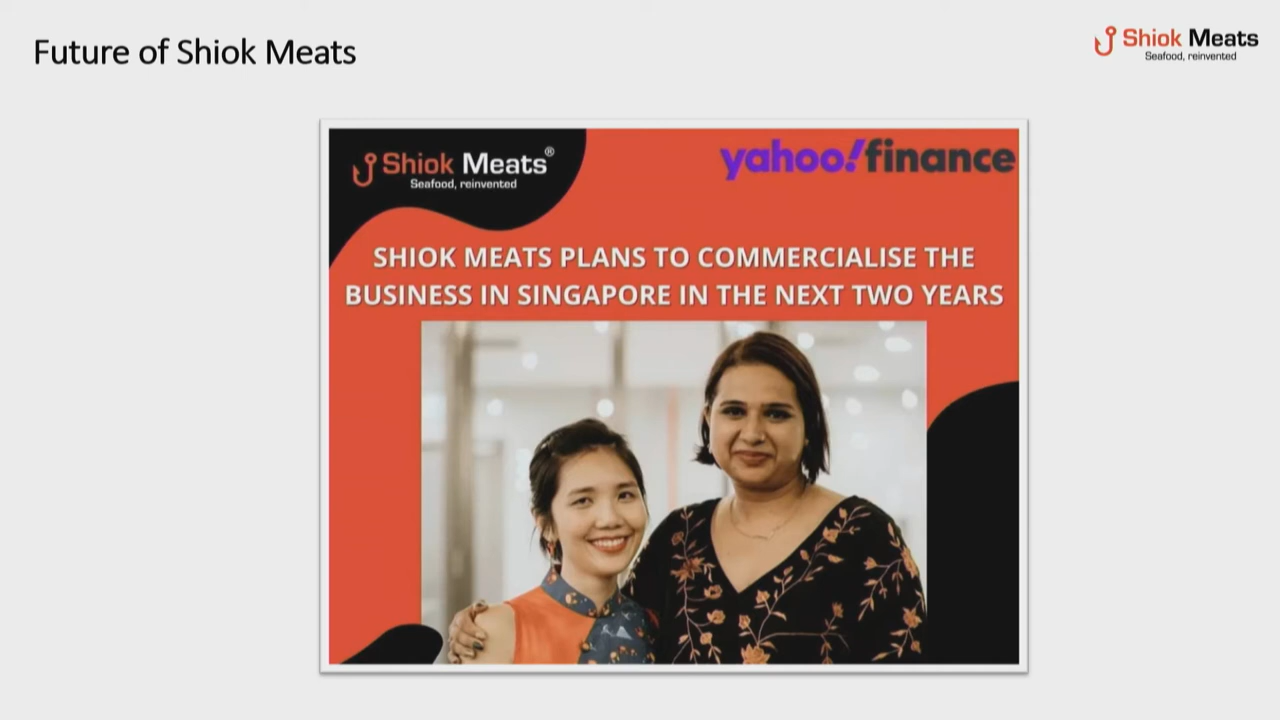 Future of Shiok Meats
Shiok Meats
Seafood, reinvented
Shiok Meats®
Seafood, reinvented
yahoo!finance
SHIOK MEATS PLANS TO COMMERCIALISE THE
BUSINESS IN SINGAPORE IN THE NEXT TWO YEARS